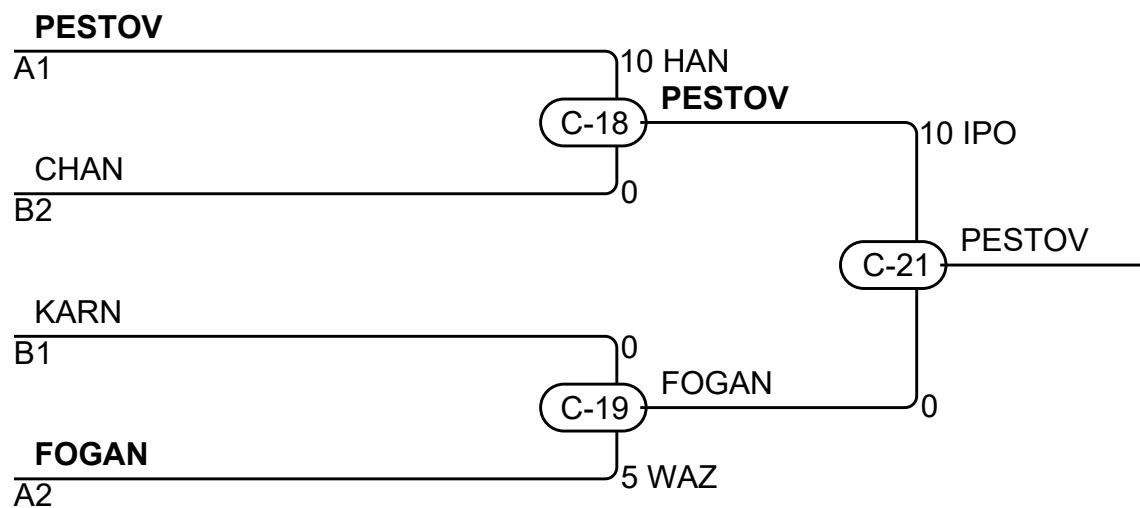 PESTOV
A1
10 HAN
PESTOV
C-18
10 IPO
CHAN
B2
0
PESTOV
C-21
KARN
B1
0
FOGAN
C-19
0
FOGAN
A2
5 WAZ